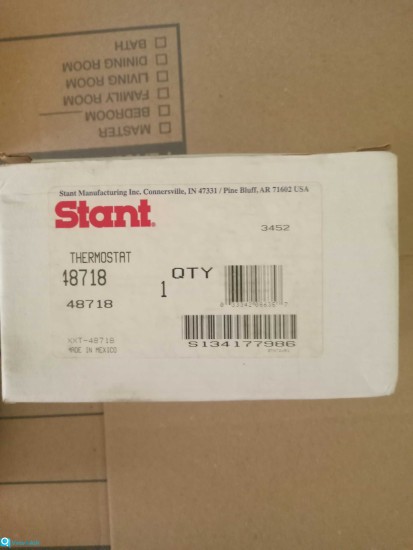 BATH
DINING ROOM
LIVING ROOM
FAMILY ROOM
BEDROOM
MASTER
Stant Manufacturing Inc. Connersville, IN 47331 / Pine Bluff, AR 71602 USA
Stant®
3452
THERMOSTAT
48718
QTY
1
48718
XKT-48718
MADE IN MEXICO
S134177986